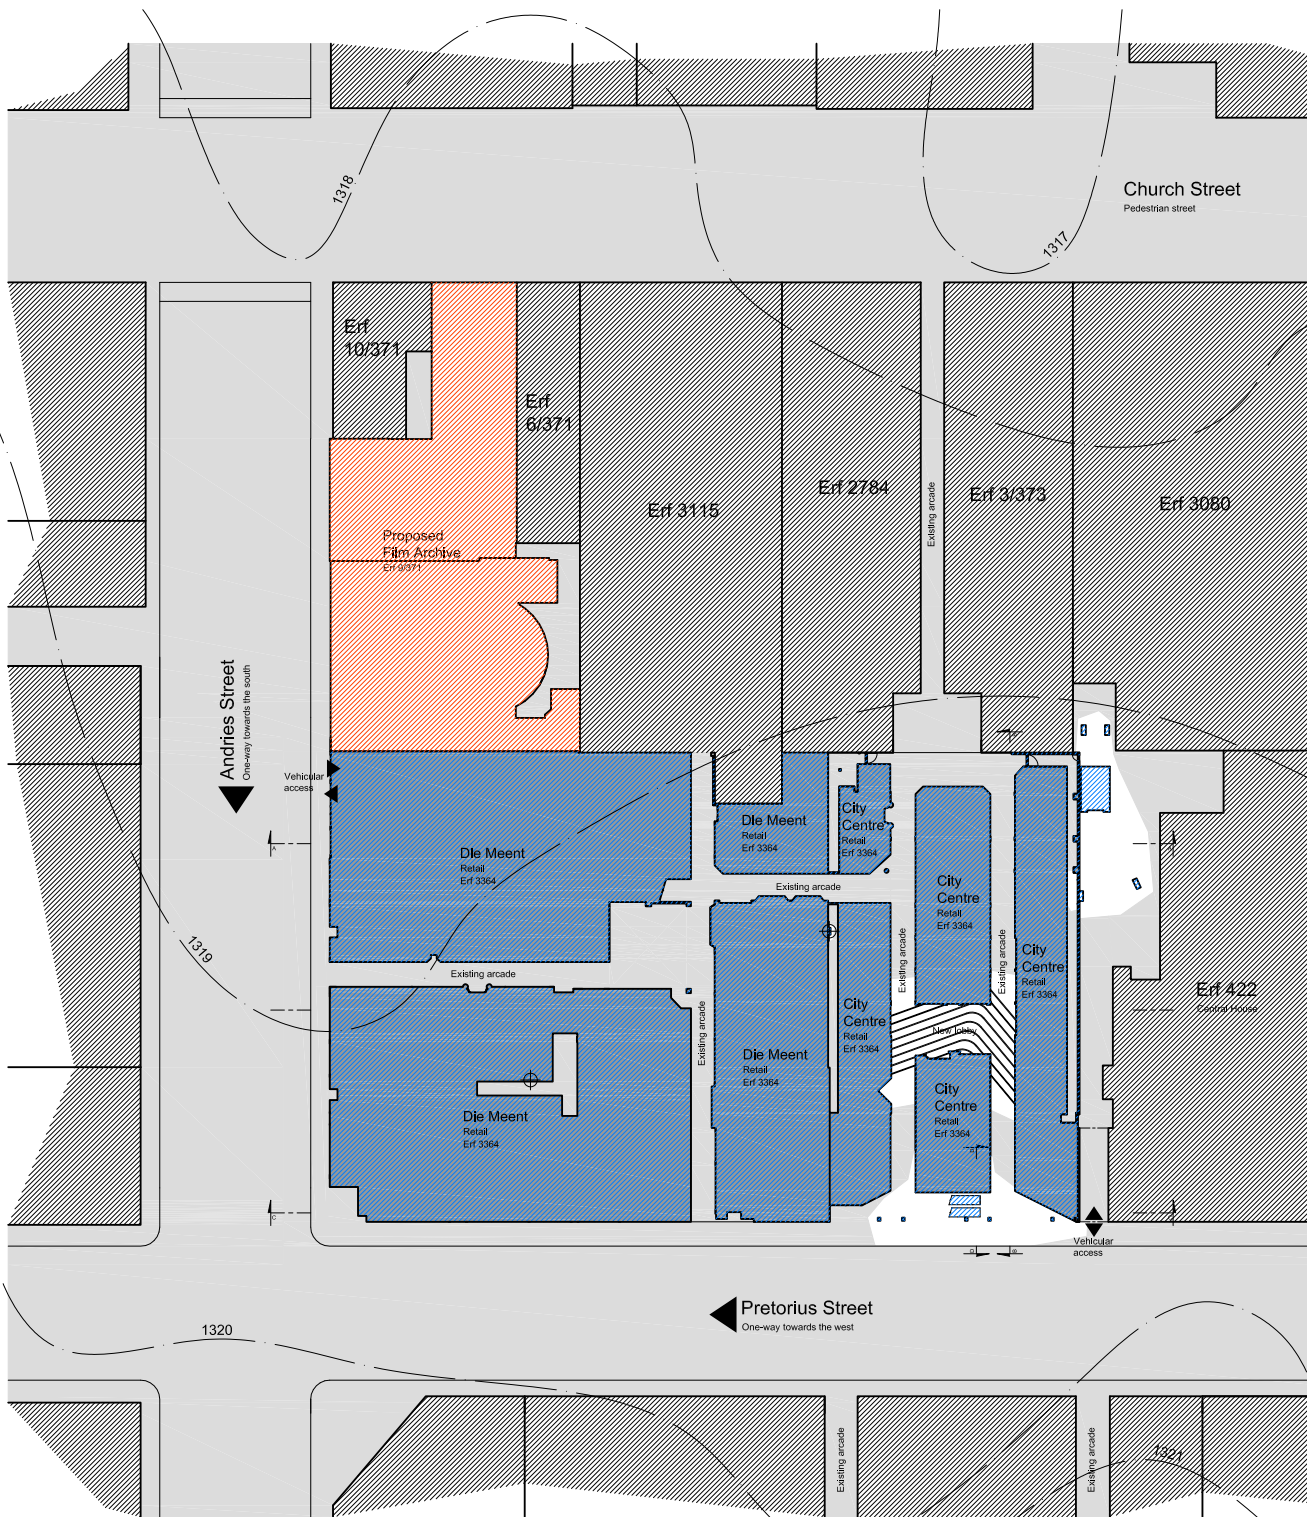 1318
Church Street
Pedestrian street
1317
Erf
10/371
Erf
6/371
Erf 3115
Erf 2784
Existing arcade
Erf 3/373
Erf 3080
Proposed
Film Archive
Erf 9/371
Andries Street
One-way towards the south
Vehicular
access
Die Meent
Retail
Erf 3364
Die Meent
Retail
Erf 3364
City
Centre
Retail
Erf 3364
Existing arcade
City
Centre
Retail
Erf 3364
City
Centre
Retail
Erf 3364
A
1319
Existing arcade
Existing arcade
Existing arcade
Existing arcade
City
Centre
Retail
Erf 3364
New lobby
Erf 422
Central House
Die Meent
Retail
Erf 3364
City
Centre
Retail
Erf 3364
Die Meent
Retail
Erf 3364
C
Vehicular
access
D
B
Pretorius Street
One-way towards the west
1320
Existing arcade
Existing arcade
1321